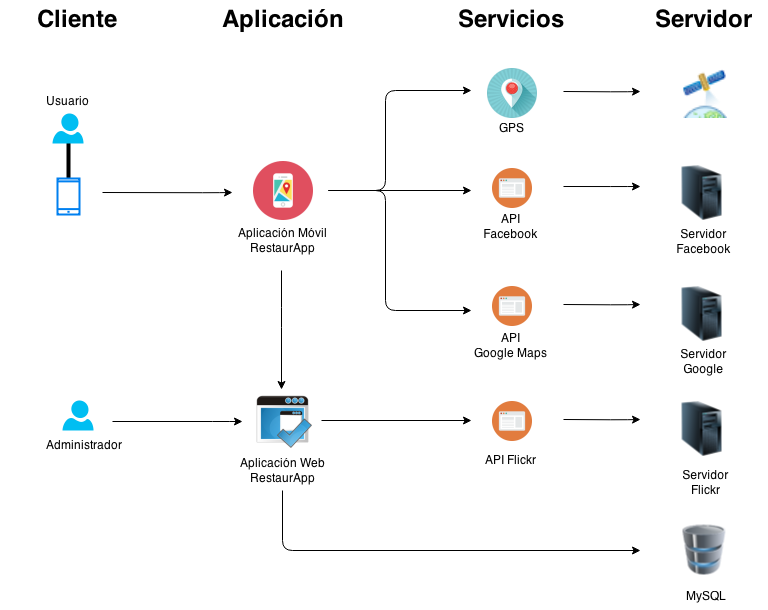 Cliente
Aplicación
Servicios
Servidor
Usuario
GPS
Aplicación Móvil
RestaurApp
API
Facebook
Servidor
Facebook
API
Google Maps
Servidor
Google
Administrador
Aplicación Web
RestaurApp
API Flickr
Servidor
Flickr
MySQL